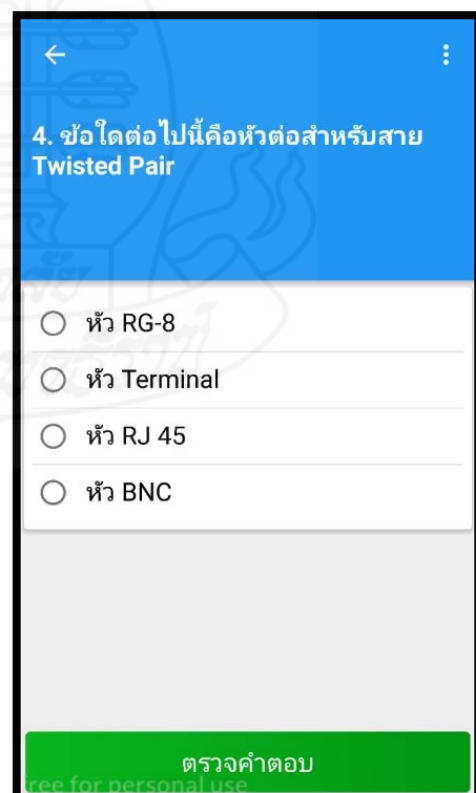 4. ข้อใดต่อไปนี้คือหัวต่อสำหรับสาย
Twisted Pair
หัว RG-8
หัว Terminal
หัว RJ 45
หัว BNC
ตรวจคำตอบ
free for personal use